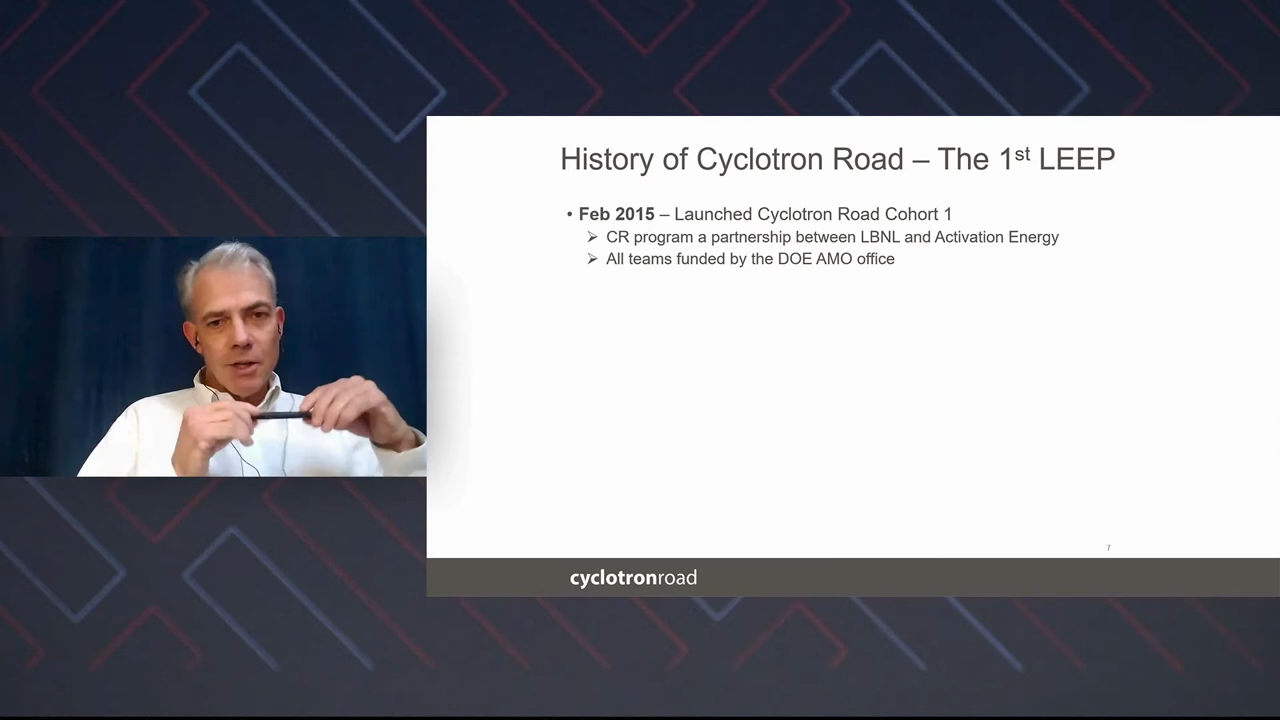 History of Cyclotron Road – The 1st LEEP
• Feb 2015 – Launched Cyclotron Road Cohort 1
➢ CR program a partnership between LBNL and Activation Energy
➢ All teams funded by the DOE AMO office
7
cyclotronroad